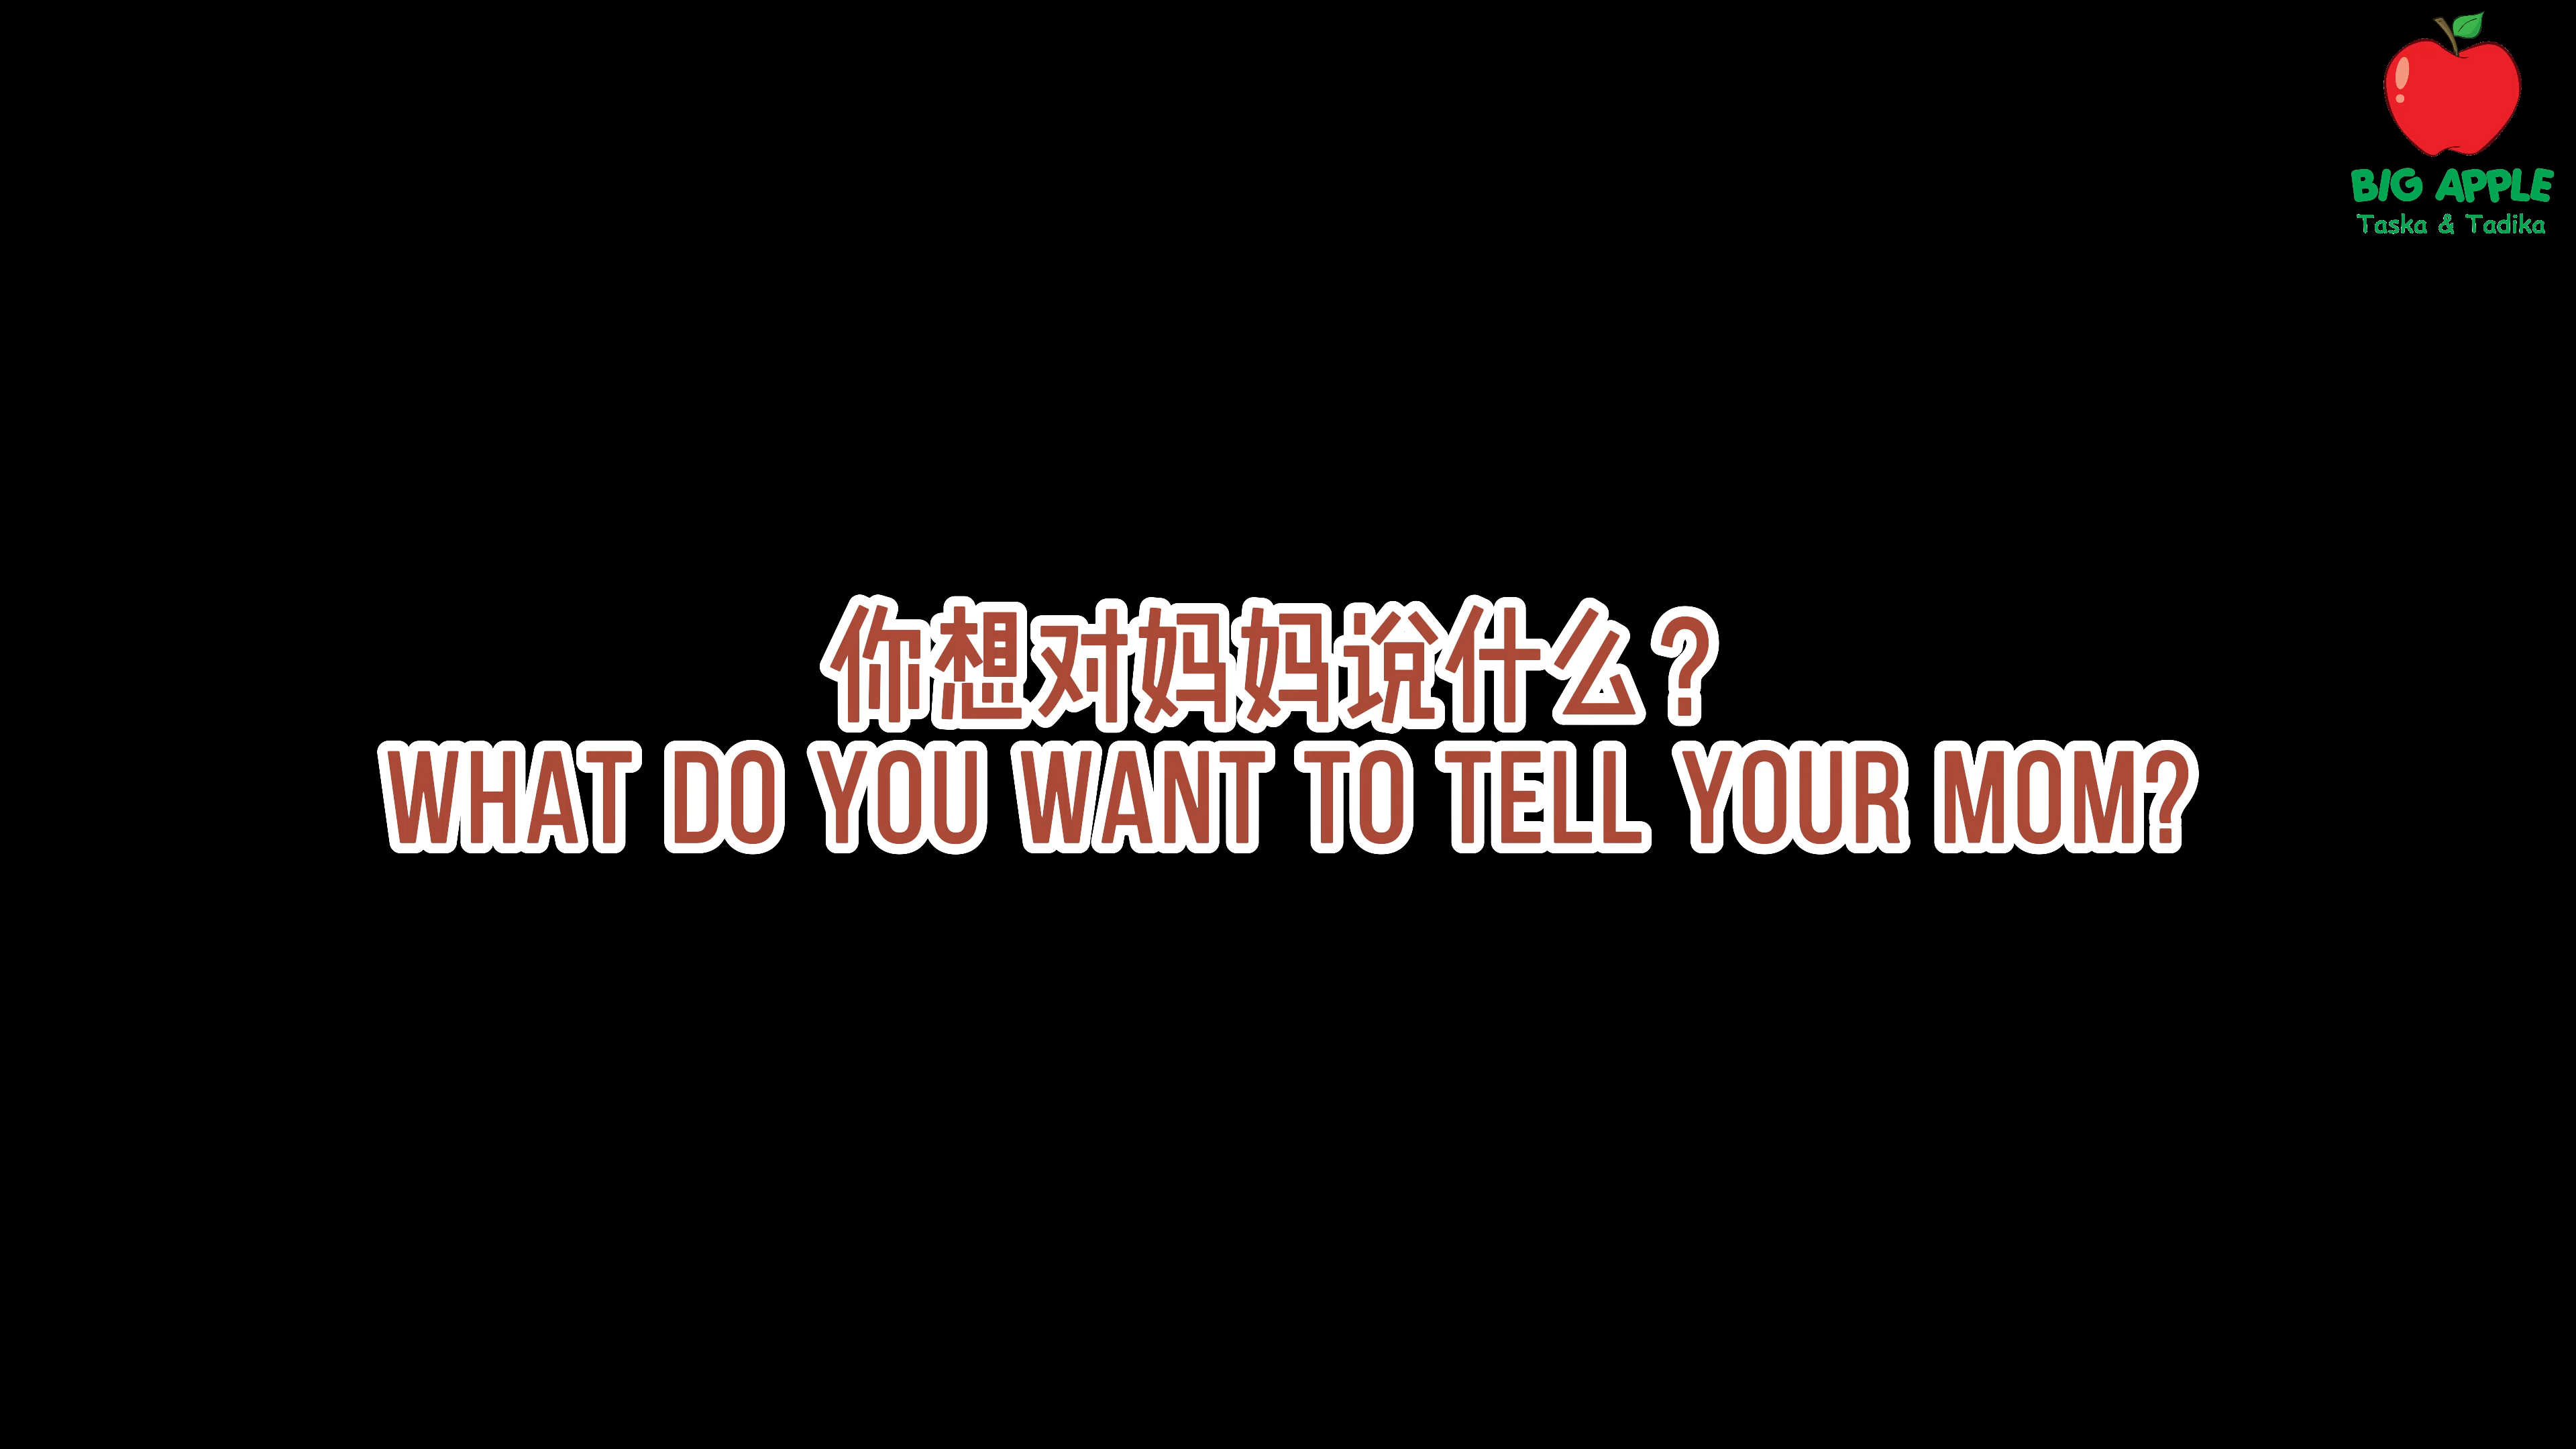 BIG APPLE
Taska & Tadika
你想对妈妈说什么?
WHAT DO YOU WANT TO TELL YOUR MOM?